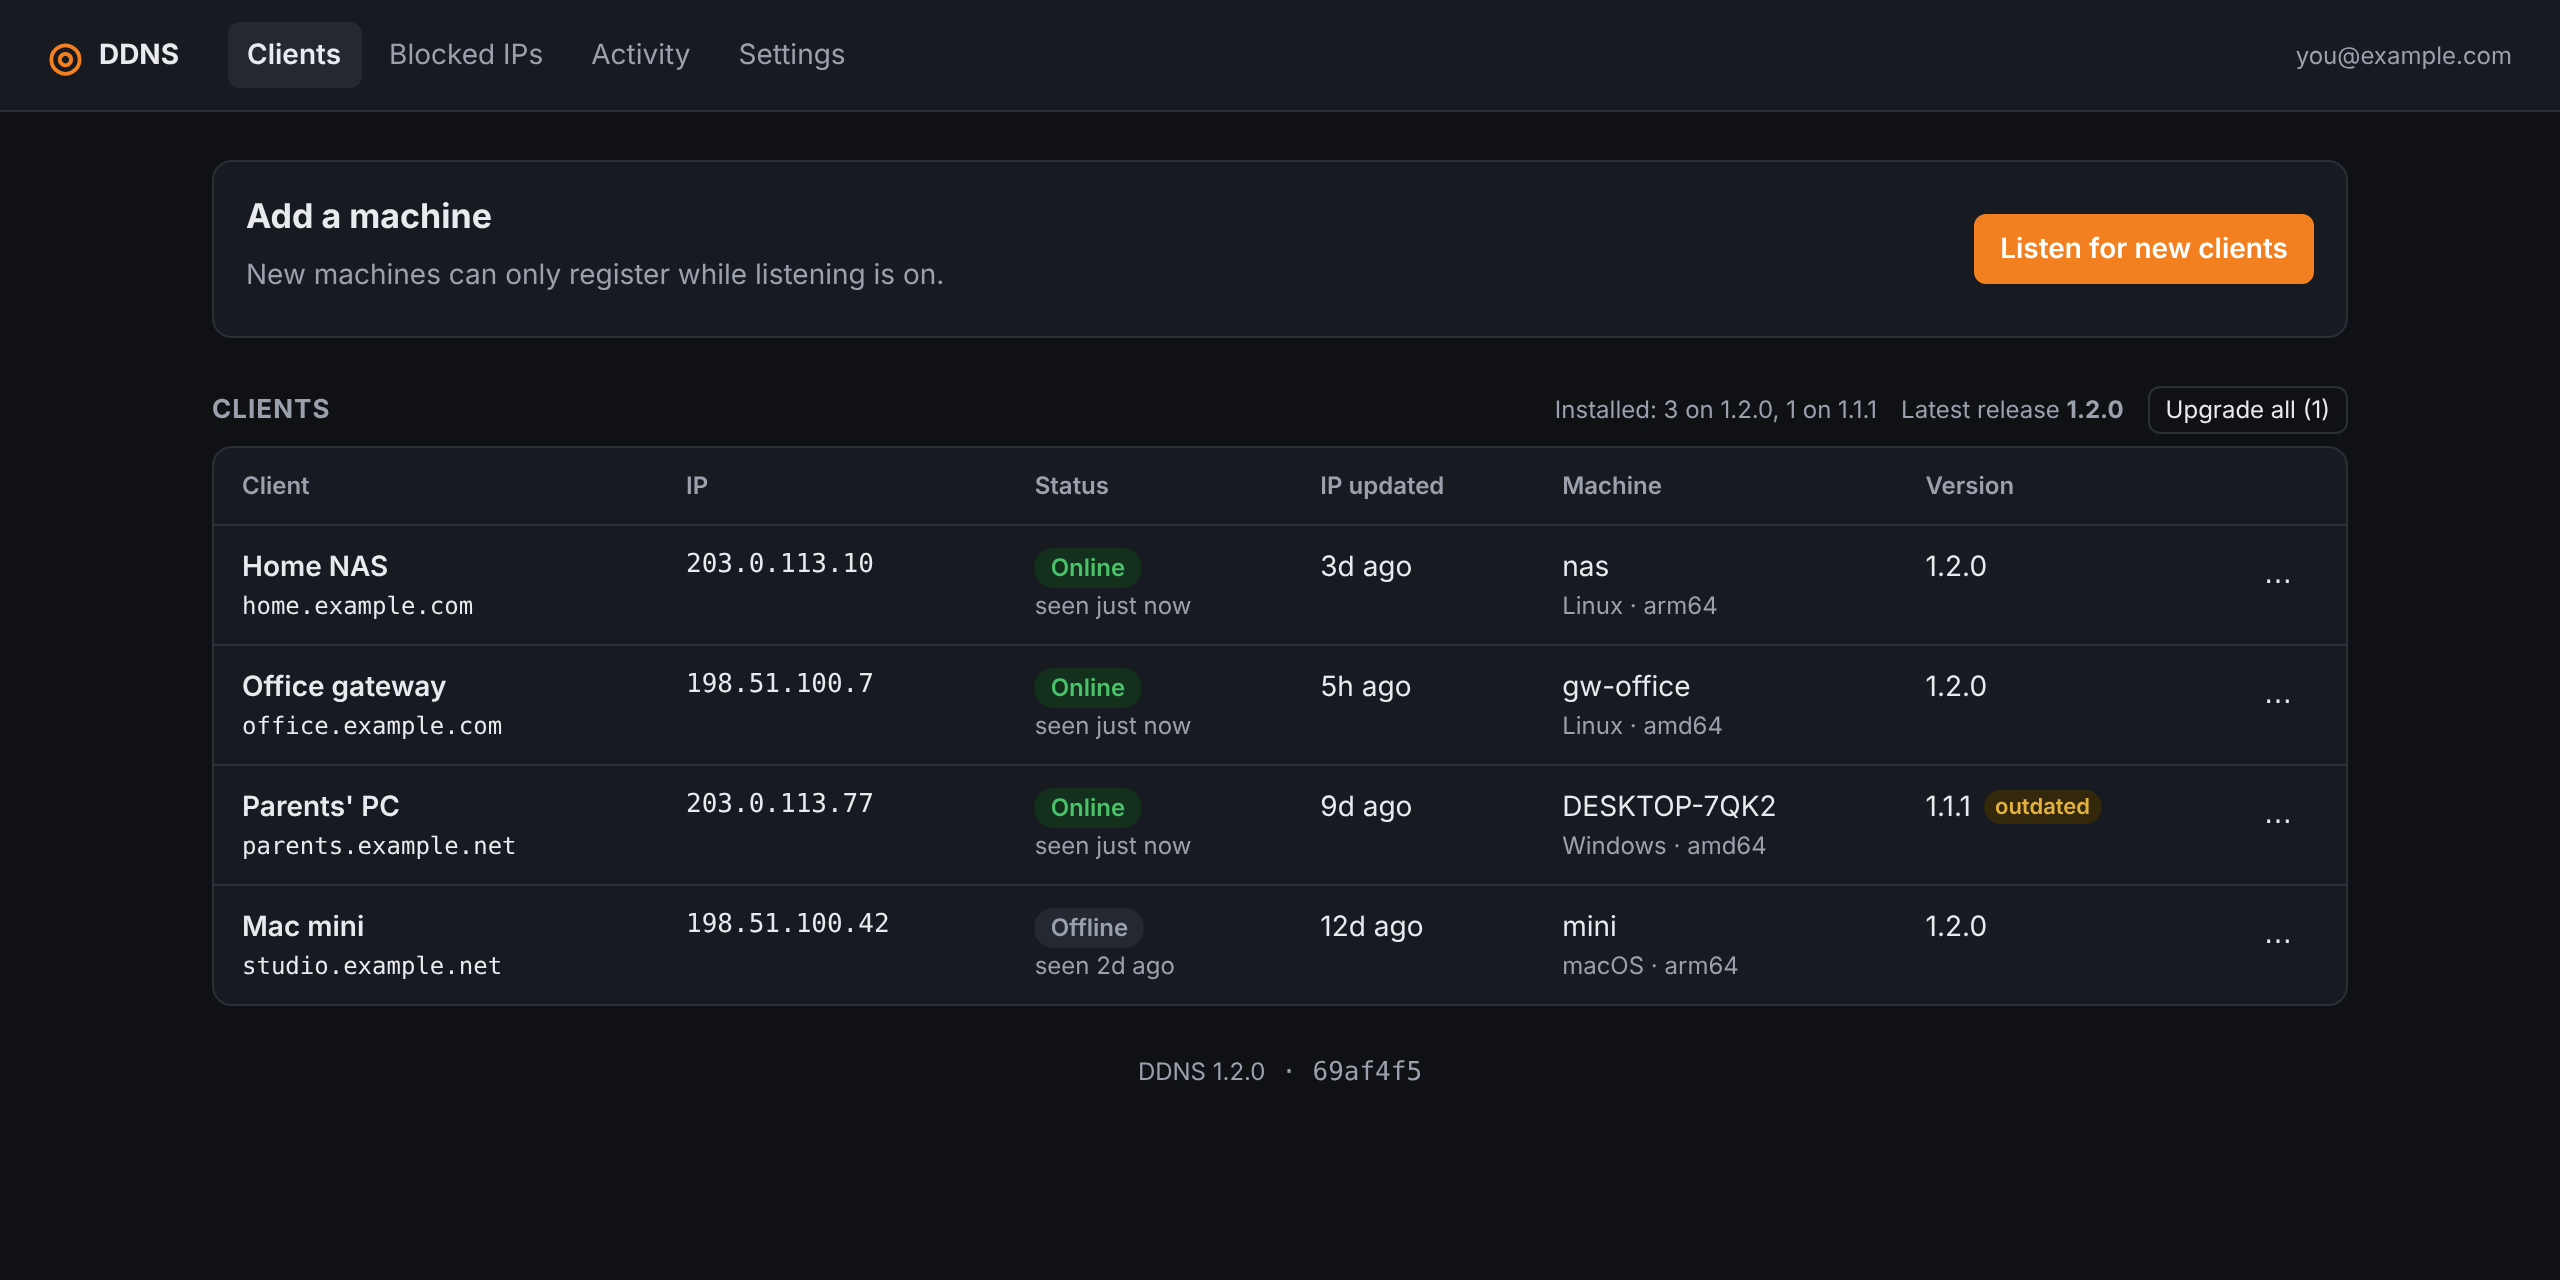 DDNS Clients Blocked IPs Activity Settings you@example.com
Add a machine
New machines can only register while listening is on.
Listen for new clients
CLIENTS Installed: 3 on 1.2.0, 1 on 1.1.1 Latest release 1.2.0 Upgrade all (1)
Client IP Status IP updated Machine Version
Home NAS 203.0.113.10 Online 3d ago nas 1.2.0 ...
home.example.com seen just now Linux · arm64
Office gateway 198.51.100.7 Online 5h ago gw-office 1.2.0 ...
office.example.com seen just now Linux · amd64
Parents' PC 203.0.113.77 Online 9d ago DESKTOP-7QK2 1.1.1 outdated ...
parents.example.net seen just now Windows · amd64
Mac mini 198.51.100.42 Offline 12d ago mini 1.2.0 ...
studio.example.net seen 2d ago macOS · arm64
DDNS 1.2.0 · 69af4f5